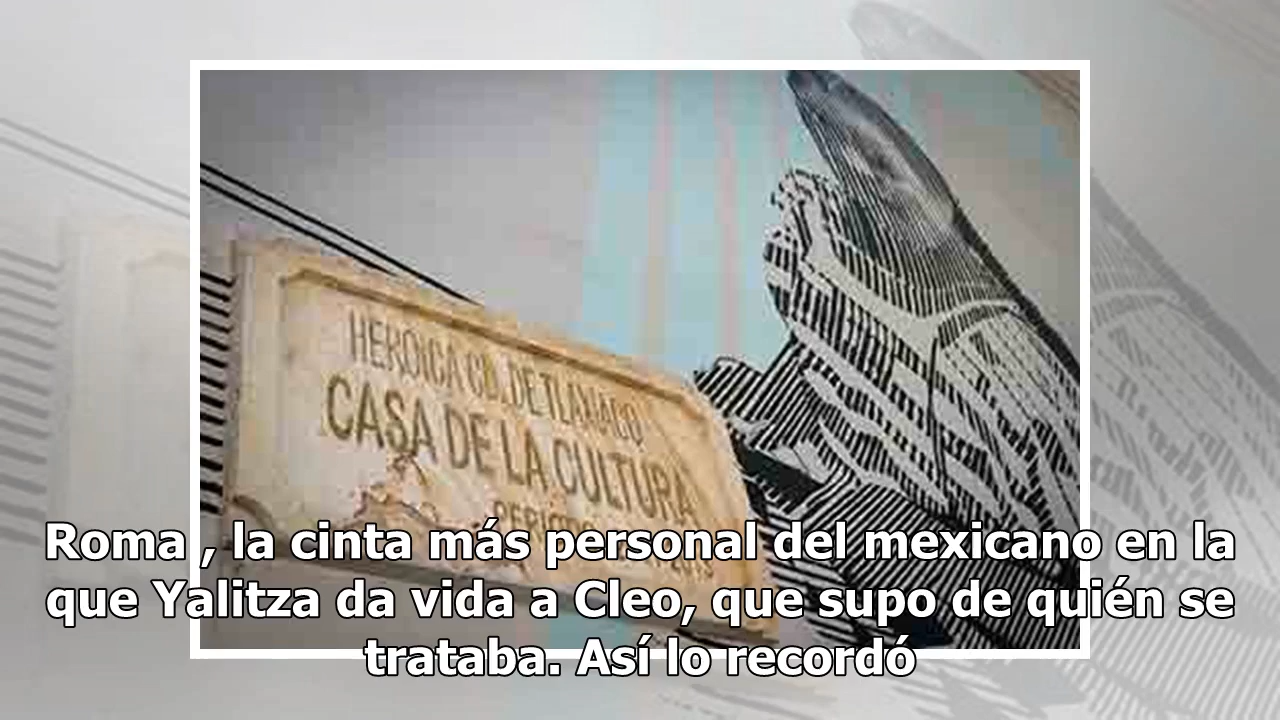 HEROICA CD. DE TLAXIACO
CASA DE LA CULTURA
Roma , la cinta más personal del mexicano en la
que Yalitza da vida a Cleo, que supo de quién se
trataba. Así lo recordó